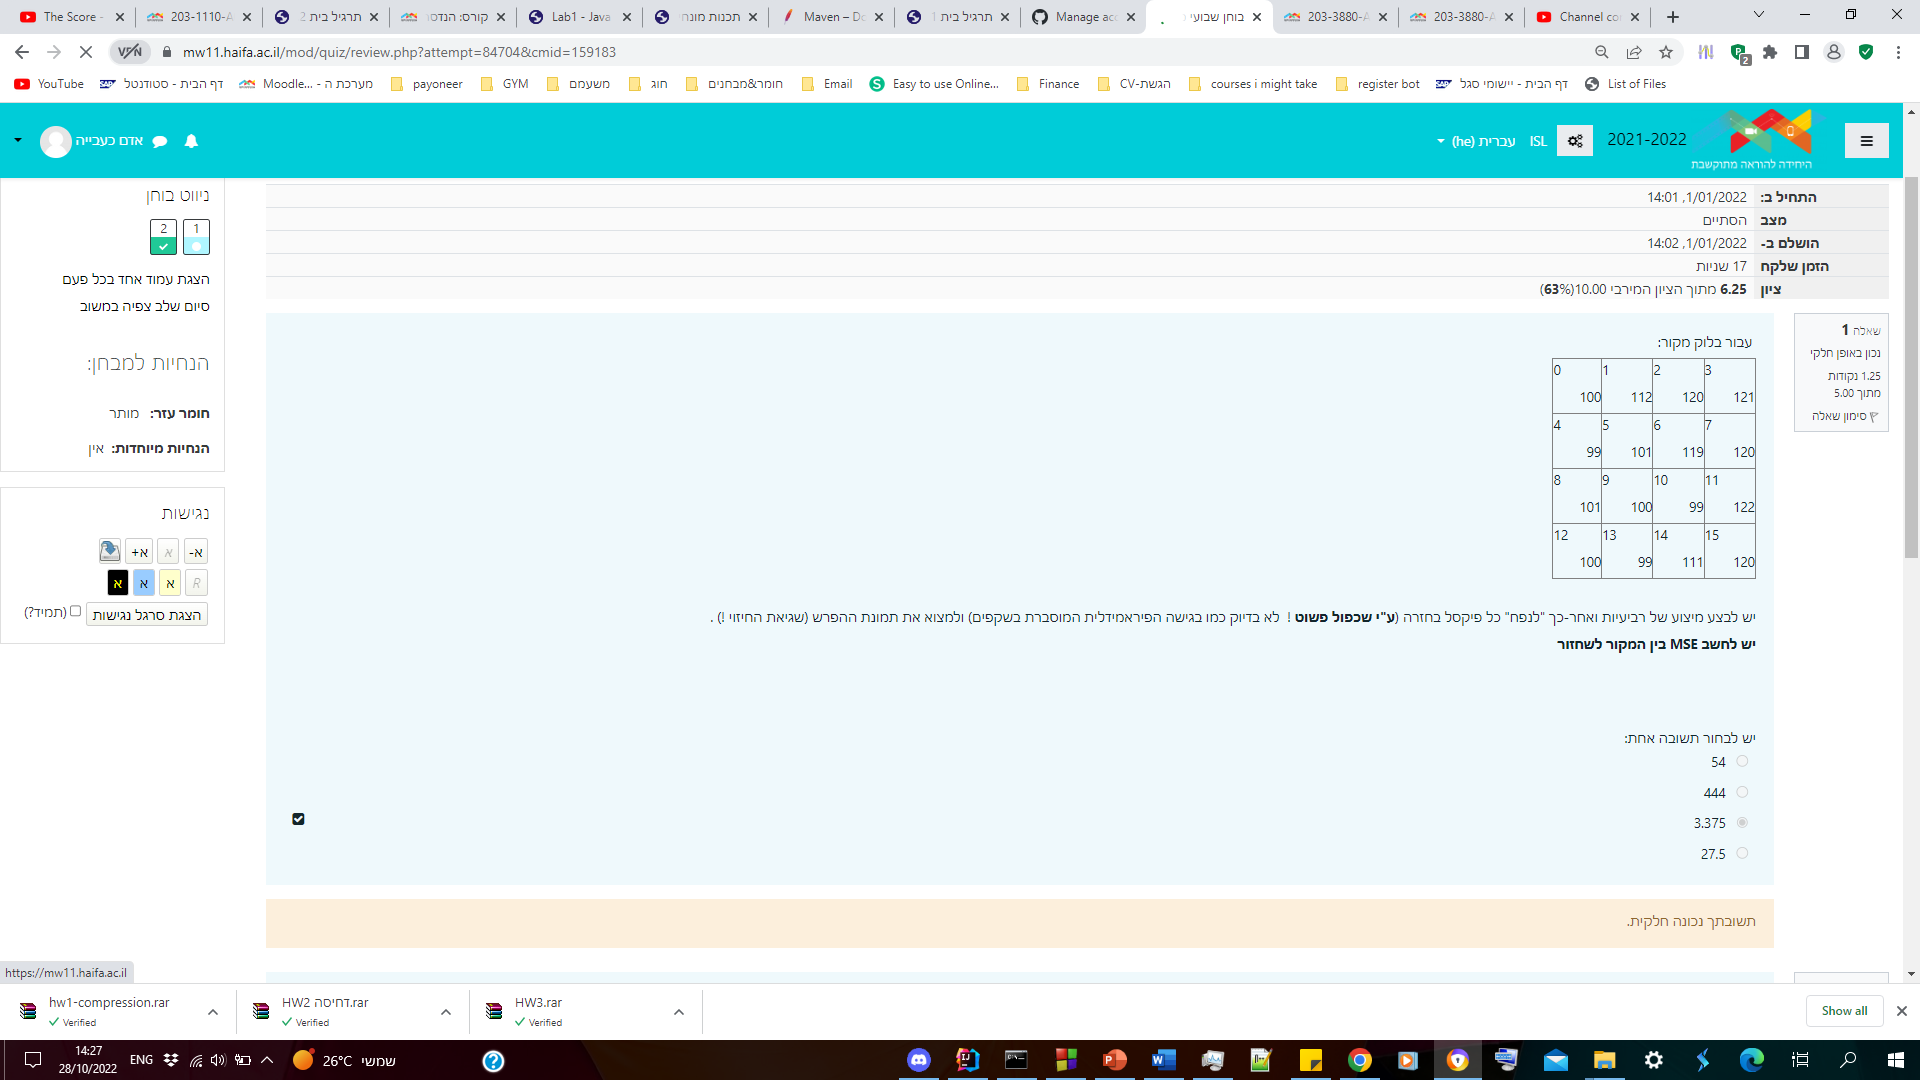 The Score -
203-1110-A
תרגיל בית 2
קורס: הנדסת
Lab1 - Java
תכנות מונחה
Maven – Do
תרגיל בית 1
Manage acc
בוחן שבועי
203-3880-A
203-3880-A
Channel co
VPN
mw11.haifa.ac.il/mod/quiz/review.php?attempt=84704&cmid=159183
2
YouTube
דף הבית - סטודנטל
Moodle... - מערכת ה
payoneer
GYM
משעמם
חוג
חומר&מבחנים
Email
Easy to use Online...
Finance
CV-הגשת
courses i might take
register bot
דף הבית - יישומי סגל
List of Files
2021-2022
היחידה להוראה מתוקשבת
ISL
עברית ‎(he)‎
אדם כעבייה
התחיל ב: 1/01/2022, 14:01
מצב הסתיים
הושלם ב- 1/01/2022, 14:02
הזמן שלקח 17 שניות
ציון 6.25 מתוך הציון המירבי 10.00(63%)
שאלה 1
נכון באופן חלקי
1.25 נקודות
מתוך 5.00
סימון שאלה
עבור בלוק מקור:
0 1 2 3
100 112 120 121
4 5 6 7
99 101 119 120
8 9 10 11
101 100 99 122
12 13 14 15
100 99 111 120
יש לבצע מיצוע של רביעיות ואחר-כך "לנפח" כל פיקסל בחזרה (ע"י שכפול פשוט ! לא בדיוק כמו בגישה הפיראמידלית המוסברת בשקפים) ולמצוא את תמונת ההפרש (שגיאת החיזוי !) .
יש לחשב MSE בין המקור לשחזור
יש לבחור תשובה אחת:
54
444
3.375
27.5
תשובתך נכונה חלקית.
ניווט בוחן
1 2
הצגת עמוד אחד בכל פעם
סיום שלב צפיה במשוב
הנחיות למבחן:
חומר עזר: מותר
הנחיות מיוחדות: אין
נגישות
א- א א+
R א א א
הצגת סרגל נגישות (תמיד?)
https://mw11.haifa.ac.il
hw1-compression.rar
Verified
HW2 דחיסה.rar
Verified
HW3.rar
Verified
Show all
14:27
28/10/2022
ENG
26°C שמשי